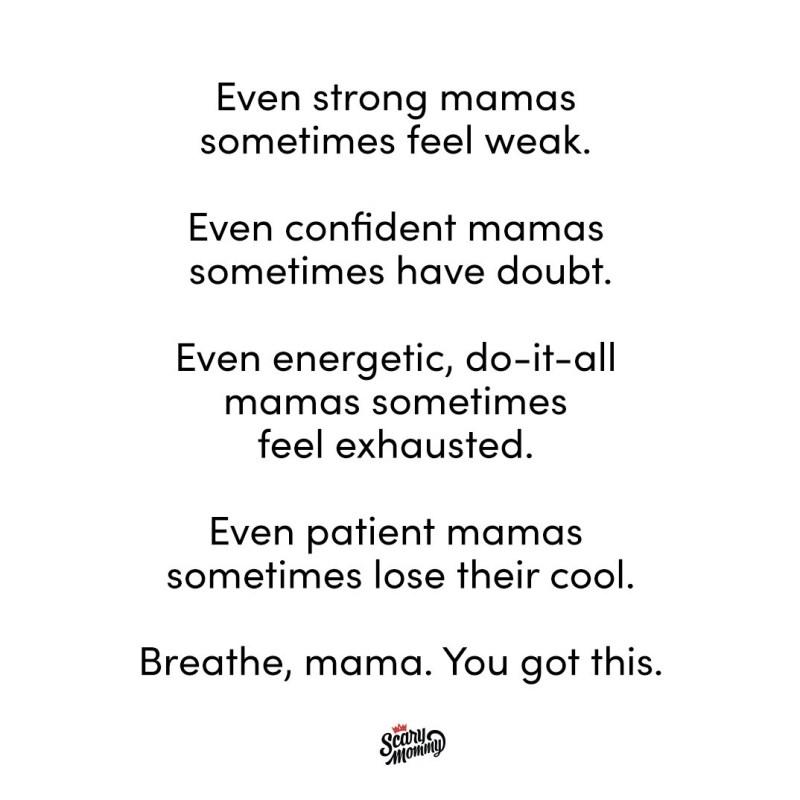 Even strong mamas
sometimes feel weak.
Even confident mamas
sometimes have doubt.
Even energetic, do-it-all
mamas sometimes
feel exhausted.
Even patient mamas
sometimes lose their cool.
Breathe, mama. You got this.
Scary
Mommy